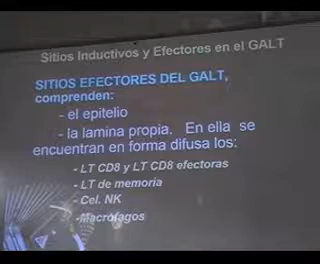 Sitios Inductivos y Efectores en el GALT
SITIOS EFECTORES DEL GALT,
comprenden:
- el epitelio
- la lamina propia. En ella se
encuentran en forma difusa los:
- LT CD8 y LT CD8 efectoras
- LT de memoria
- Cel. NK
- Macrófagos